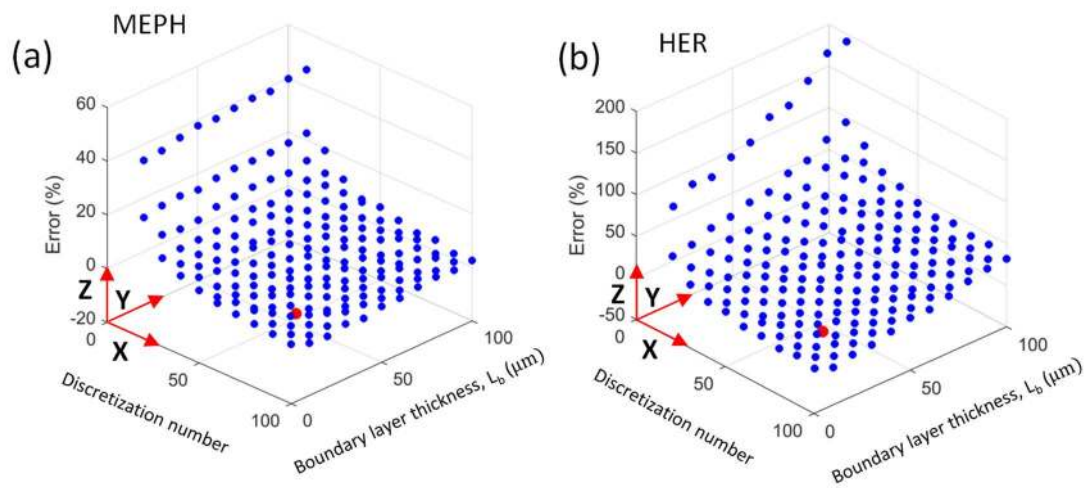 (a)
MEPH
60
40
20
0
-20
Error (%)
Z
Y
X
0
50
100
Discretization number
0
50
100
Boundary layer thickness, L_b (μm)
(b)
HER
200
150
100
50
0
-50
Error (%)
Z
Y
X
0
50
100
Discretization number
0
50
100
Boundary layer thickness, L_b (μm)